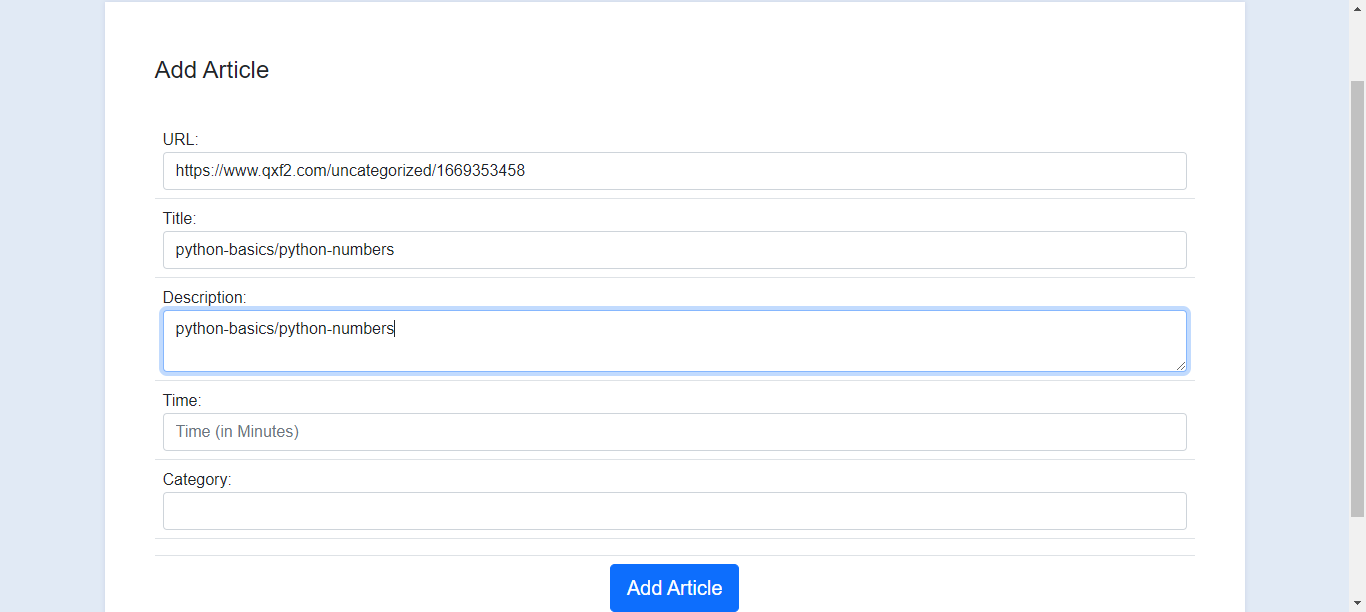 Add Article
URL:
https://www.qxf2.com/uncategorized/1669353458
Title:
python-basics/python-numbers
Description:
python-basics/python-numbers
Time:
Time (in Minutes)
Category:
Add Article